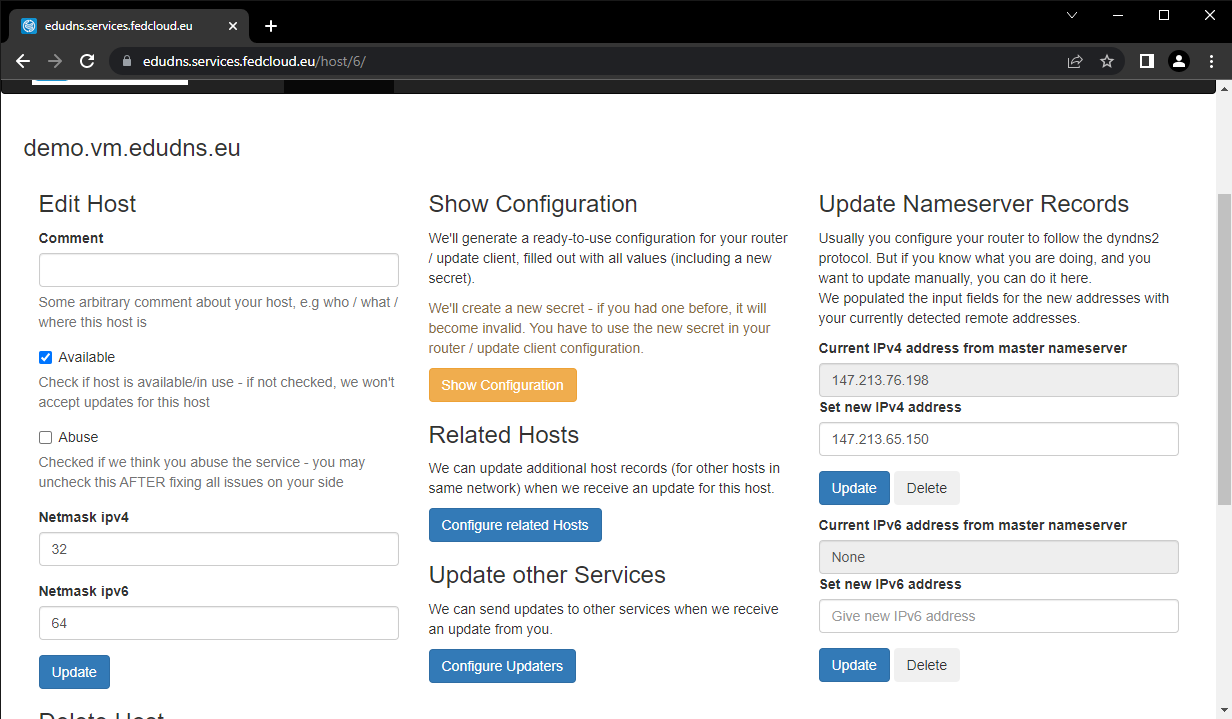 edudns.services.fedcloud.eu
edudns.services.fedcloud.eu/host/6/
demo.vm.edudns.eu
Edit Host
Comment
Some arbitrary comment about your host, e.g who / what /
where this host is
Available
Check if host is available/in use - if not checked, we won't
accept updates for this host
Abuse
Checked if we think you abuse the service - you may
uncheck this AFTER fixing all issues on your side
Netmask ipv4
32
Netmask ipv6
64
Update
Delete Host
Show Configuration
We'll generate a ready-to-use configuration for your router
/ update client, filled out with all values (including a new
secret).
We'll create a new secret - if you had one before, it will
become invalid. You have to use the new secret in your
router / update client configuration.
Show Configuration
Related Hosts
We can update additional host records (for other hosts in
same network) when we receive an update for this host.
Configure related Hosts
Update other Services
We can send updates to other services when we receive
an update from you.
Configure Updaters
Update Nameserver Records
Usually you configure your router to follow the dyndns2
protocol. But if you know what you are doing, and you
want to update manually, you can do it here.
We populated the input fields for the new addresses with
your currently detected remote addresses.
Current IPv4 address from master nameserver
147.213.76.198
Set new IPv4 address
147.213.65.150
Update Delete
Current IPv6 address from master nameserver
None
Set new IPv6 address
Give new IPv6 address
Update Delete